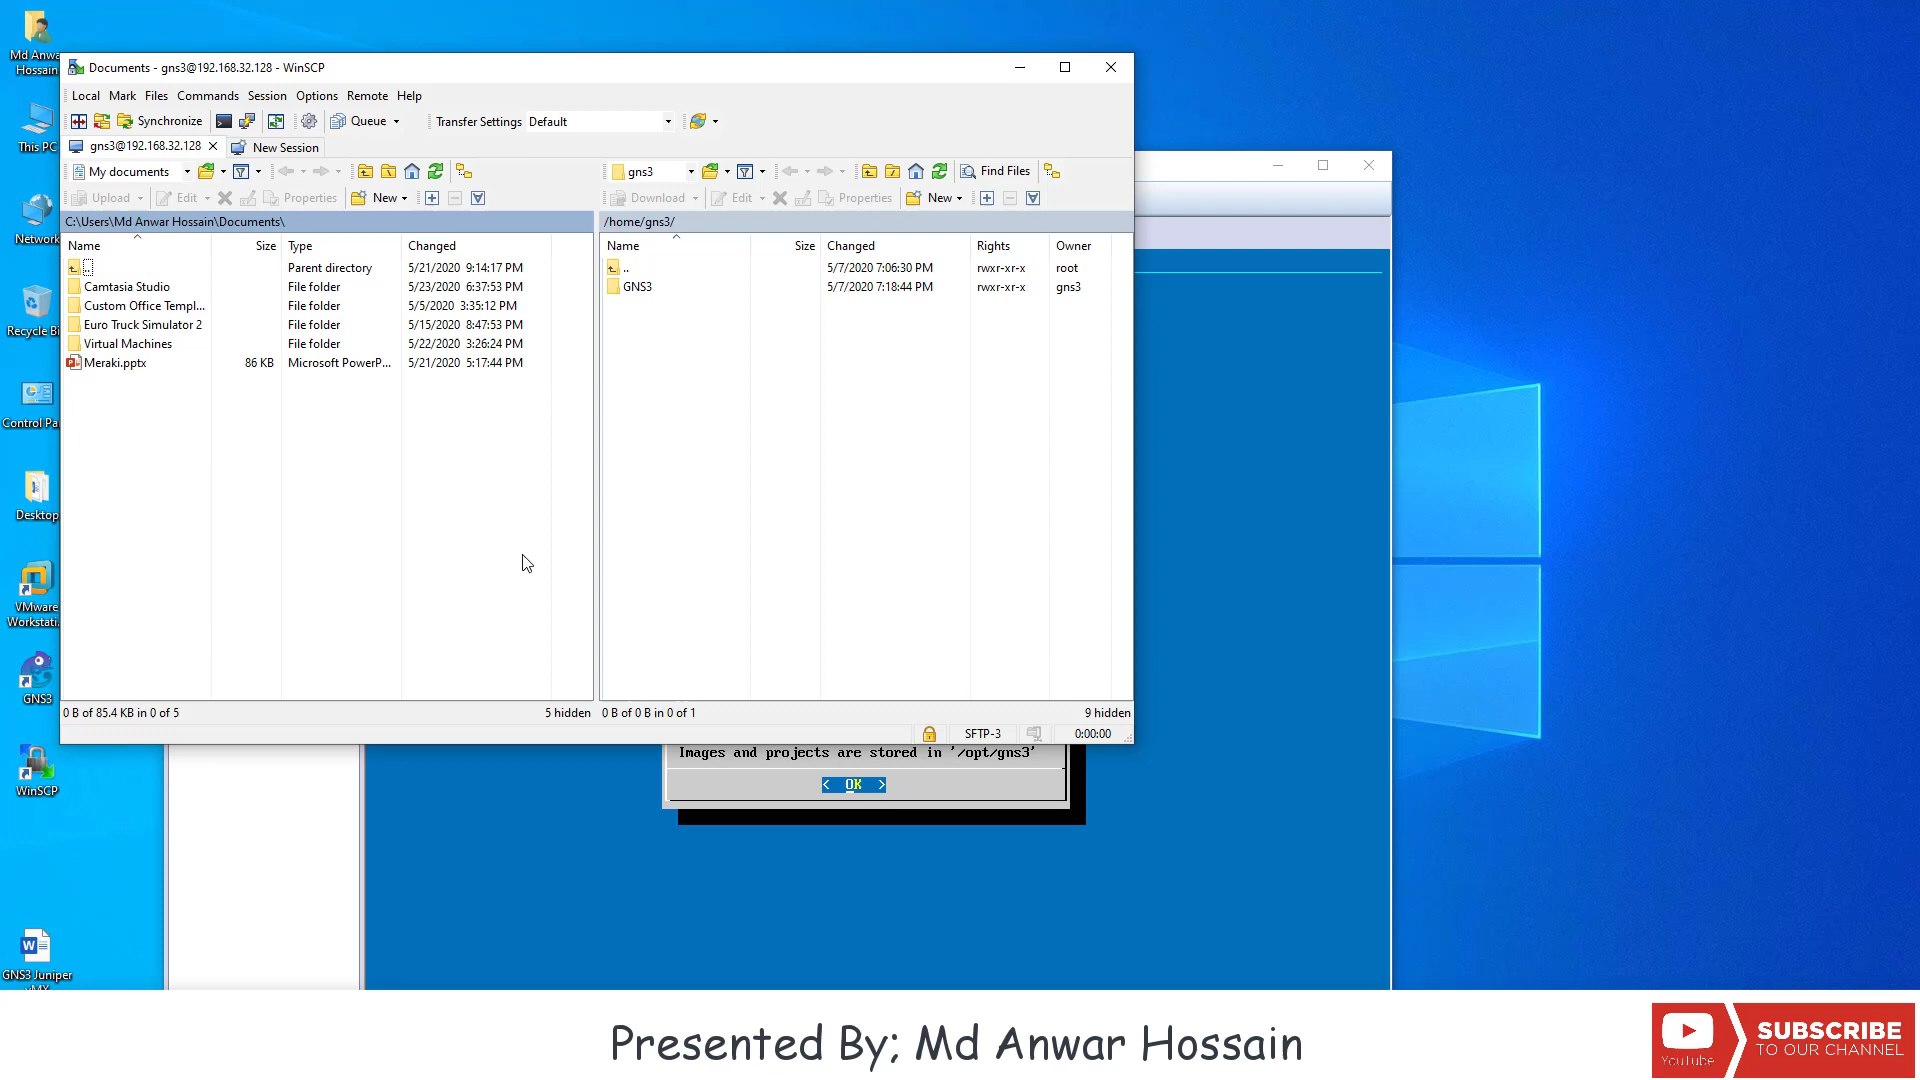 Md Anwa
Hossain
This PC
Network
Recycle Bi
Control Pa
Desktop
VMware
Workstati.
GNS3
WinSCP
GNS3 Juniper
Documents - gns3@192.168.32.128 - WinSCP
Local Mark Files Commands Session Options Remote Help
Synchronize Queue Transfer Settings Default
gns3@192.168.32.128 New Session
My documents
Upload Edit Properties New
C:\Users\Md Anwar Hossain\Documents\
Name Size Type Changed
.. Parent directory 5/21/2020 9:14:17 PM
Camtasia Studio File folder 5/23/2020 6:37:53 PM
Custom Office Templ... File folder 5/5/2020 3:35:12 PM
Euro Truck Simulator 2 File folder 5/15/2020 8:47:53 PM
Virtual Machines File folder 5/22/2020 3:26:24 PM
Meraki.pptx 86 KB Microsoft PowerP... 5/21/2020 5:17:44 PM
0 B of 85.4 KB in 0 of 5 5 hidden
gns3 Find Files
Download Edit Properties New
/home/gns3/
Name Size Changed Rights Owner
.. 5/7/2020 7:06:30 PM rwxr-xr-x root
GNS3 5/7/2020 7:18:44 PM rwxr-xr-x gns3
0 B of 0 B in 0 of 1 9 hidden
SFTP-3 0:00:00
Images and projects are stored in '/opt/gns3'
< OK >
Presented By; Md Anwar Hossain
YouTube
SUBSCRIBE
TO OUR CHANNEL